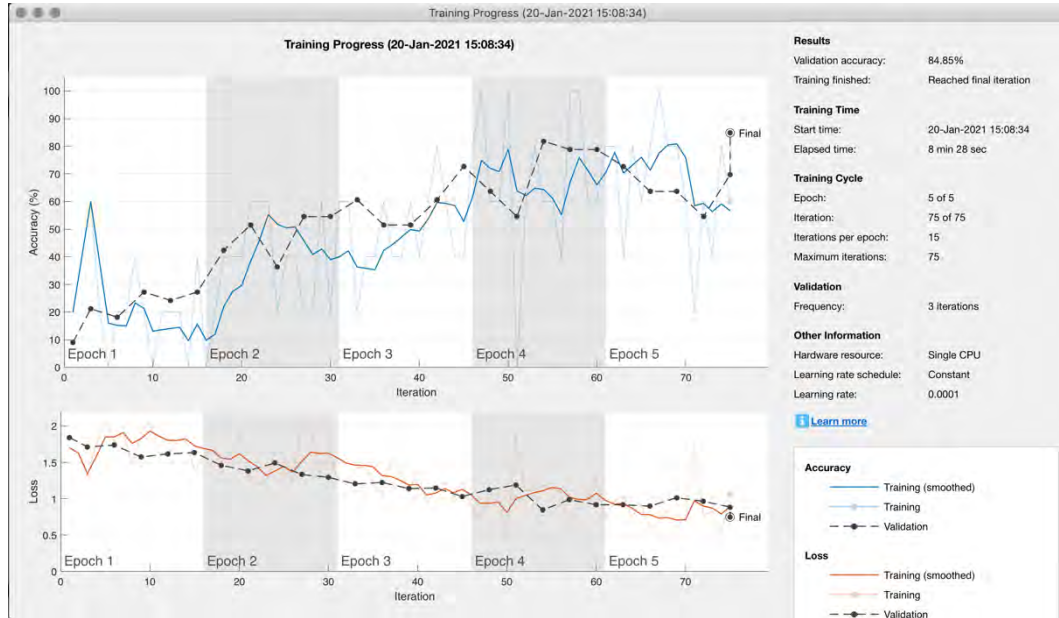 Training Progress (20-Jan-2021 15:08:34)
Training Progress (20-Jan-2021 15:08:34)
100
90
80
70
60
50
40
30
20
10
0
Accuracy (%)
Final
Epoch 1 Epoch 2 Epoch 3 Epoch 4 Epoch 5
0 10 20 30 40 50 60 70
Iteration
2
1.5
1
0.5
0
Loss
Final
Epoch 1 Epoch 2 Epoch 3 Epoch 4 Epoch 5
0 10 20 30 40 50 60 70
Iteration
Results
Validation accuracy: 84.85%
Training finished: Reached final iteration
Training Time
Start time: 20-Jan-2021 15:08:34
Elapsed time: 8 min 28 sec
Training Cycle
Epoch: 5 of 5
Iteration: 75 of 75
Iterations per epoch: 15
Maximum iterations: 75
Validation
Frequency: 3 iterations
Other Information
Hardware resource: Single CPU
Learning rate schedule: Constant
Learning rate: 0.0001
i Learn more
Accuracy
Training (smoothed)
Training
Validation
Loss
Training (smoothed)
Training
Validation